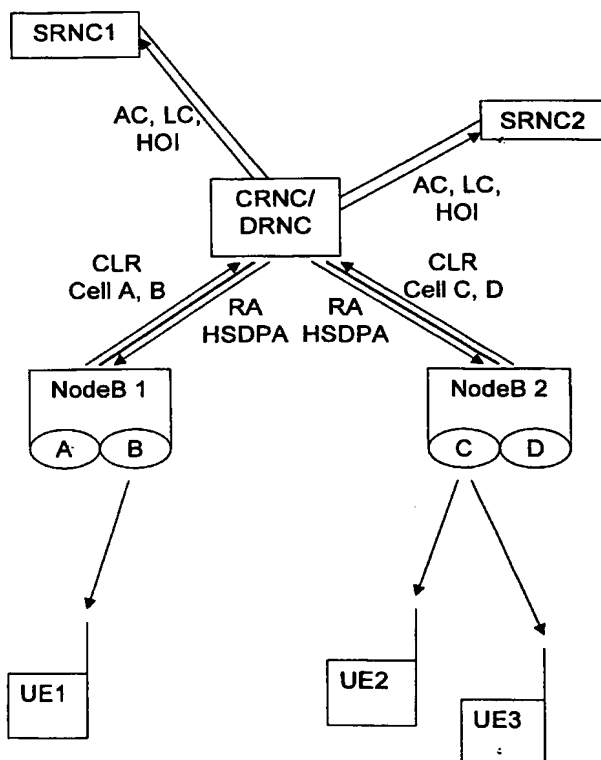 SRNC1
SRNC2
AC, LC,
HOI
AC, LC,
HOI
CRNC/
DRNC
CLR
Cell A, B
CLR
Cell C, D
RA
HSDPA
RA
HSDPA
NodeB 1
NodeB 2
A
B
C
D
UE1
UE2
UE3